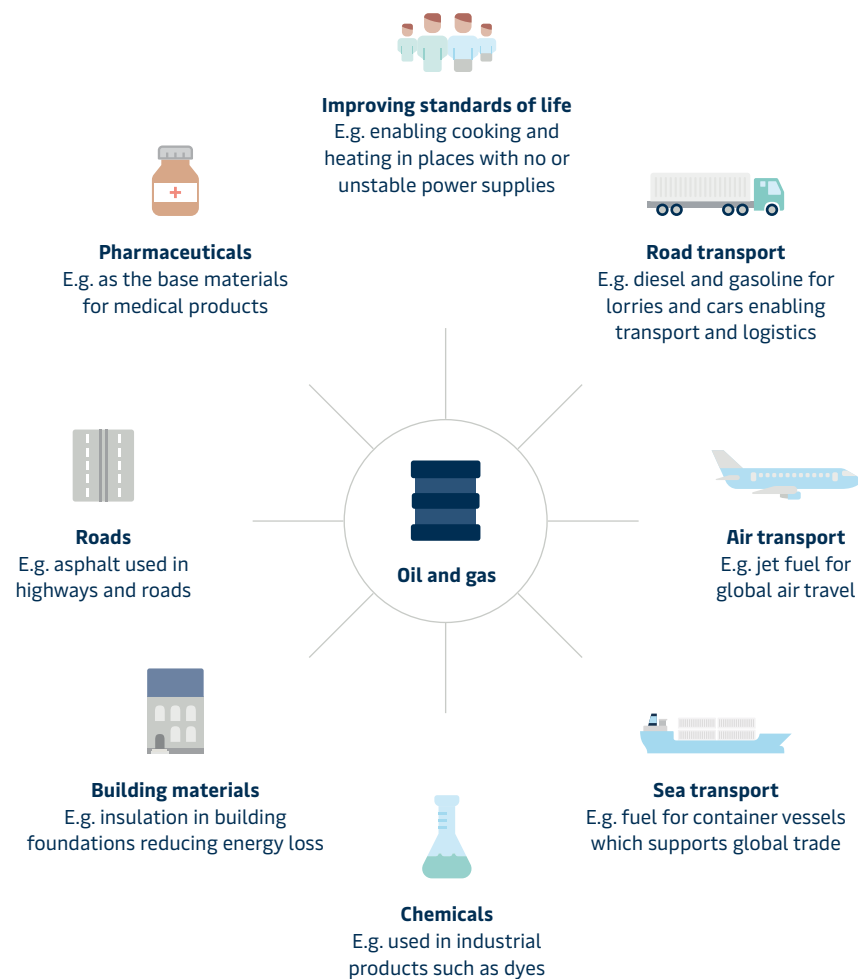 Improving standards of life
E.g. enabling cooking and
heating in places with no or
unstable power supplies
Pharmaceuticals
E.g. as the base materials
for medical products
Road transport
E.g. diesel and gasoline for
lorries and cars enabling
transport and logistics
Roads
E.g. asphalt used in
highways and roads
Oil and gas
Air transport
E.g. jet fuel for
global air travel
Building materials
E.g. insulation in building
foundations reducing energy loss
Sea transport
E.g. fuel for container vessels
which supports global trade
Chemicals
E.g. used in industrial
products such as dyes